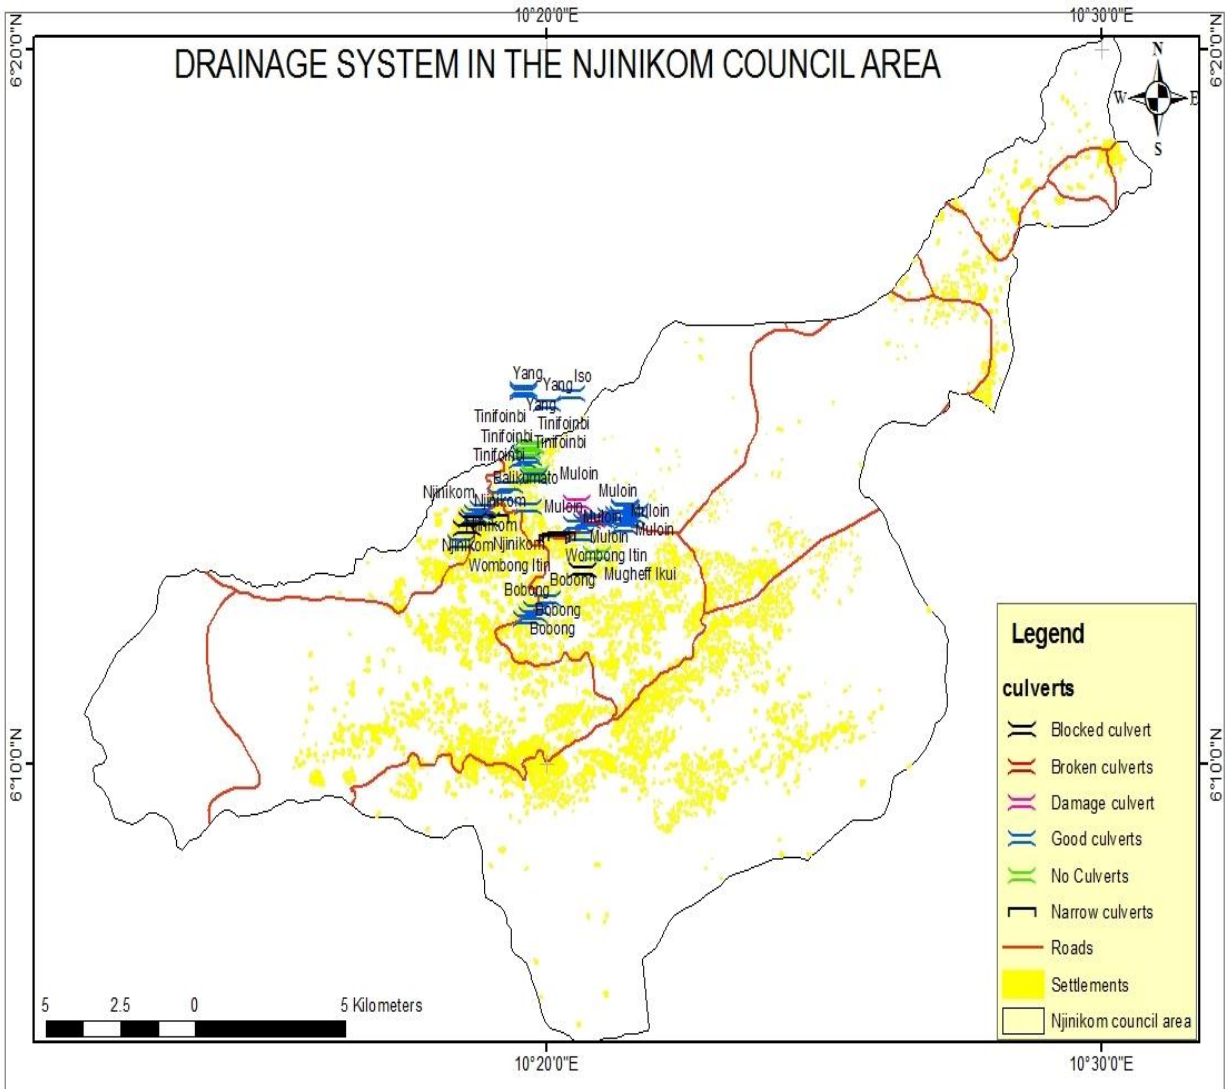 10°20'0"E
10°30'0"E
6°20'0"N
6°20'0"N
DRAINAGE SYSTEM IN THE NJINIKOM COUNCIL AREA
N
W
E
S
Yang
Yang
Iso
Yang
Tinifoinbi
Tinifoinbi
Tinifoinbi
Tinifoinbi
Tinifoinbi
Muloin
Njinikom
Njinikom
Muloin
Muloin
Muloin
Muloin
Muloin
Muloin
Njinikom
Njinikom
Njinikom
Wombong Itin
Wombong Itin
Bobong
Mugheff Ikui
Bobong
Bobong
Bobong
Legend
culverts
Blocked culvert
Broken culverts
Damage culvert
Good culverts
No Culverts
Narrow culverts
Roads
Settlements
Njinikom council area
6°10'0"N
6°10'0"N
5
2.5
0
5 Kilometers
10°20'0"E
10°30'0"E